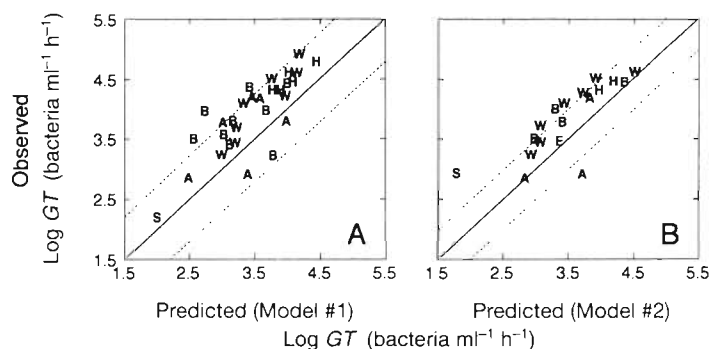 Observed
Log GT (bacteria ml⁻¹ h⁻¹)
5.5
4.5
3.5
2.5
1.5
W
H
W
W
H
W
B
H
H
B
H
W
A
A
W
B
B
A
B
W
B
B
W
B
W
B
A
A
A
S
A
1.5 2.5 3.5 4.5 5.5
W
W
H
B
H
W
A
W
B
B
W
B
W
E
W
S
A
A
B
1.5 2.5 3.5 4.5 5.5
Predicted (Model #1)
Predicted (Model #2)
Log GT (bacteria ml⁻¹ h⁻¹)